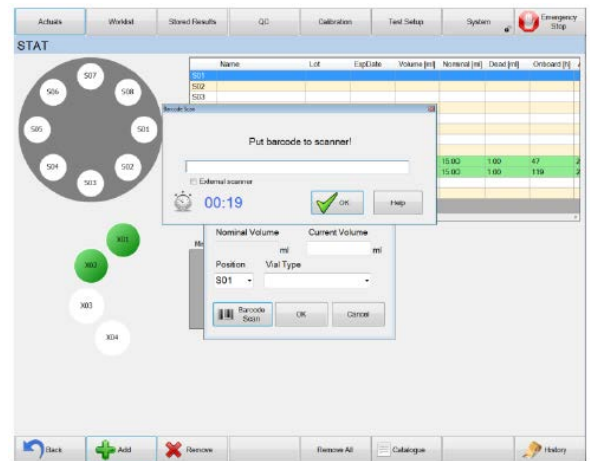 Actuals Worklist Stored Results QC Calibration Test Setup System Emergency Stop
STAT
Name Lot ExpDate Volume [ml] Nominal [ml] Dead [ml] Onboard [h]
S01
S02
S03
Barcode Scan
Put barcode to scanner!
External scanner
00:19 OK Help
15.00 1.00 47
15.00 1.00 119
S07
S06 S08
S05 S01
S04 S02
S03
X01
X02
X03
X04
Nominal Volume Current Volume
ml ml
Position Vial Type
S01
Barcode Scan OK Cancel
Back Add Remove Remove All Catalogue History